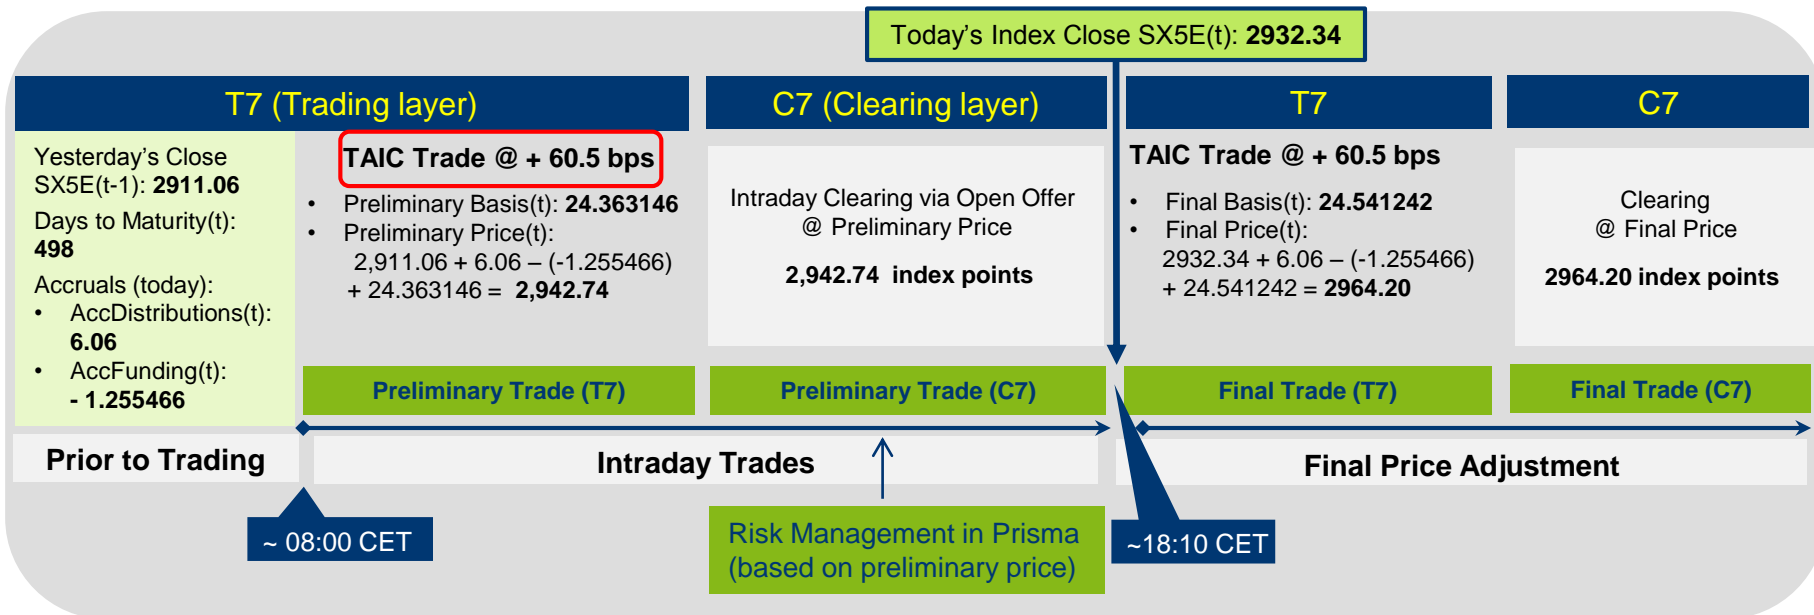 Today's Index Close SX5E(t): 2932.34
T7 (Trading layer)
C7 (Clearing layer)
T7
C7
Yesterday's Close
SX5E(t-1): 2911.06
Days to Maturity(t):
498
Accruals (today):
• AccDistributions(t):
6.06
• AccFunding(t):
- 1.255466
TAIC Trade @ + 60.5 bps
• Preliminary Basis(t): 24.363146
• Preliminary Price(t):
2,911.06 + 6.06 – (-1.255466)
+ 24.363146 = 2,942.74
Intraday Clearing via Open Offer
@ Preliminary Price
2,942.74 index points
TAIC Trade @ + 60.5 bps
• Final Basis(t): 24.541242
• Final Price(t):
2932.34 + 6.06 – (-1.255466)
+ 24.541242 = 2964.20
Clearing
@ Final Price
2964.20 index points
Preliminary Trade (T7)
Preliminary Trade (C7)
Final Trade (T7)
Final Trade (C7)
Prior to Trading
Intraday Trades
Final Price Adjustment
~ 08:00 CET
Risk Management in Prisma
(based on preliminary price)
~18:10 CET